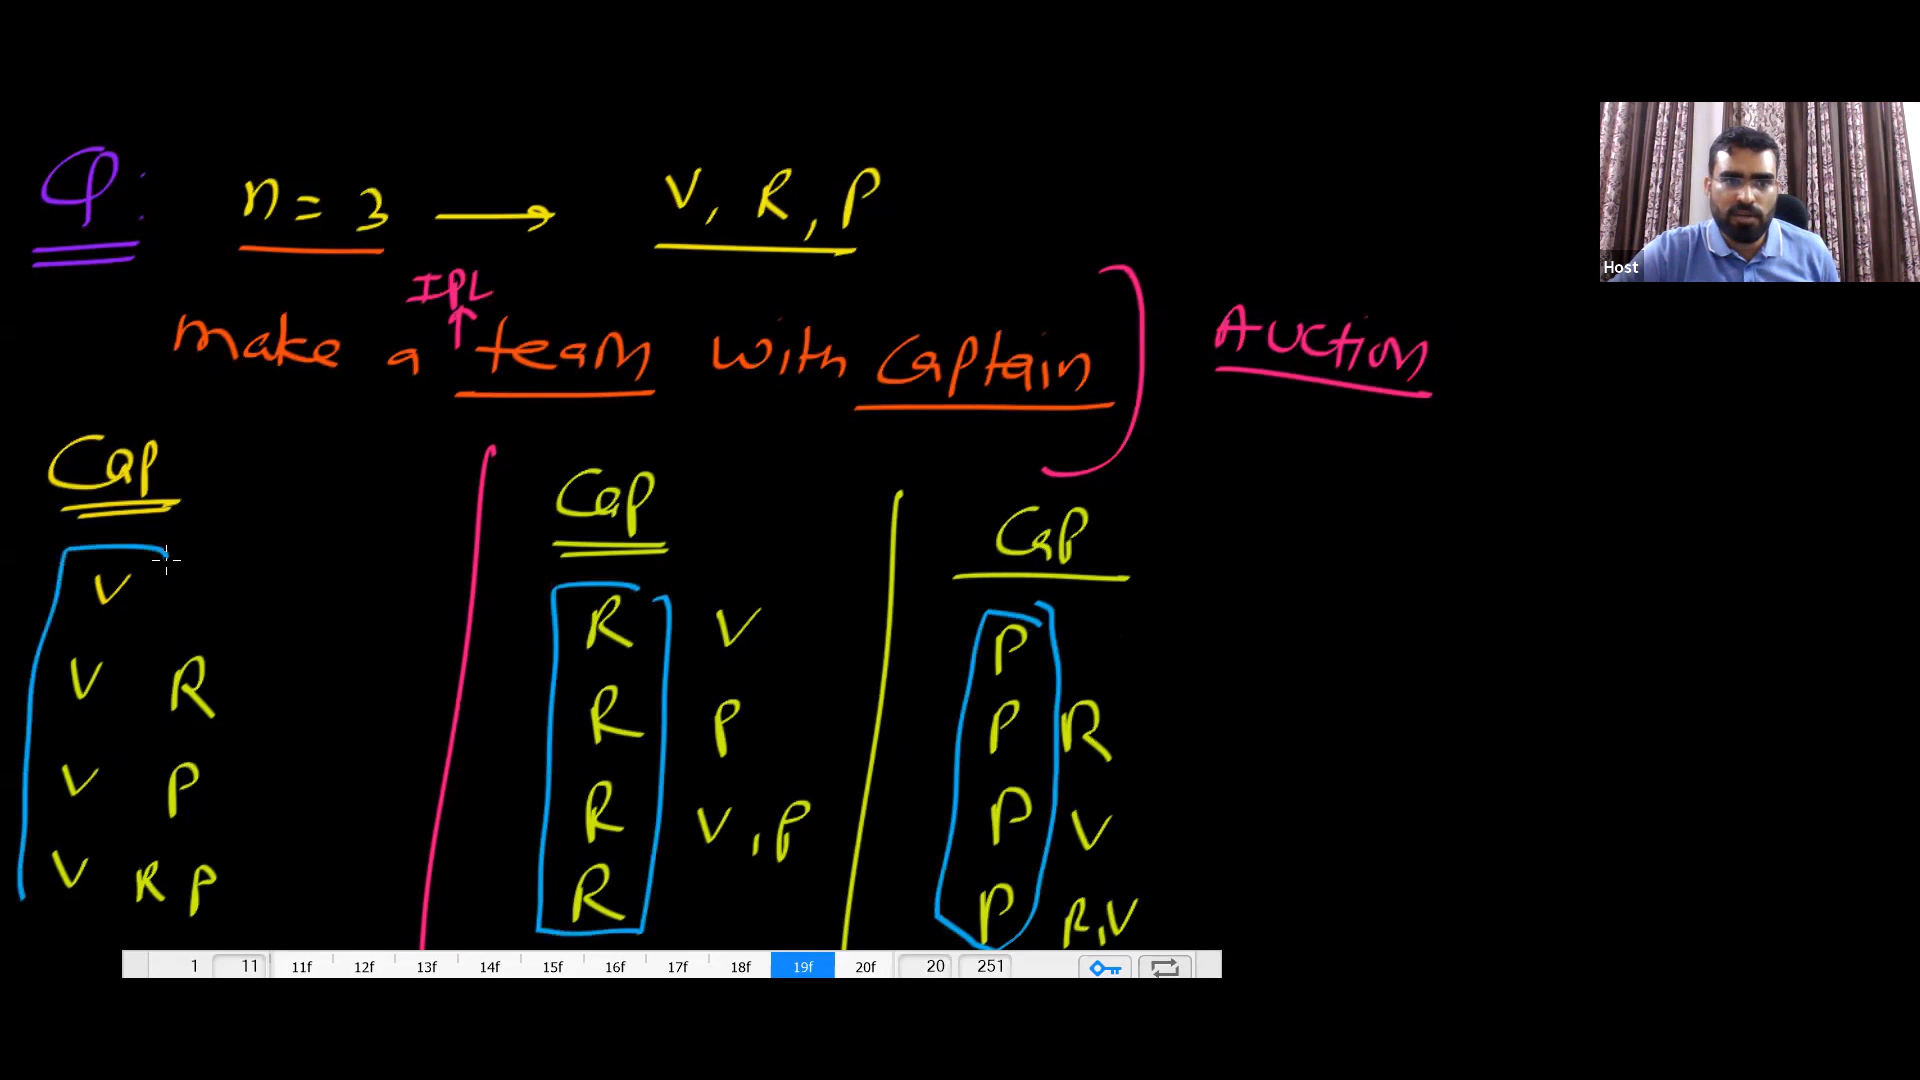 Q: n = 3 → V, R, P
IPL
make a team with Captain
Auction
Cap
V
V R
V P
V R P
Cap
R V
R P
R V, P
R
Cap
P
P R
P V
P R, V
Host
1 11 11f 12f 13f 14f 15f 16f 17f 18f 19f 20f 20 251